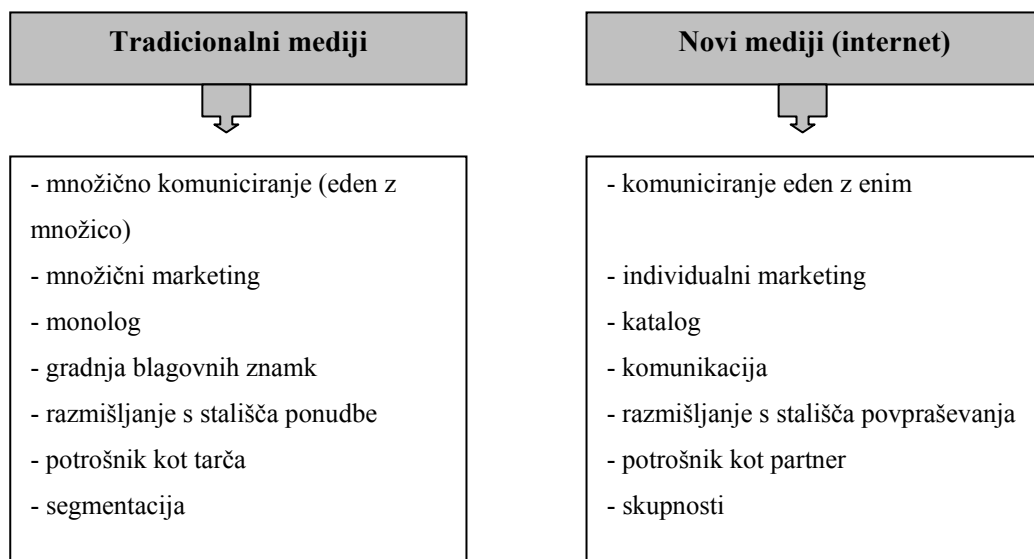 Tradicionalni mediji
- množično komuniciranje (eden z
množico)
- množični marketing
- monolog
- gradnja blagovnih znamk
- razmišljanje s stališča ponudbe
- potrošnik kot tarča
- segmentacija
Novi mediji (internet)
- komuniciranje eden z enim
- individualni marketing
- katalog
- komunikacija
- razmišljanje s stališča povpraševanja
- potrošnik kot partner
- skupnosti